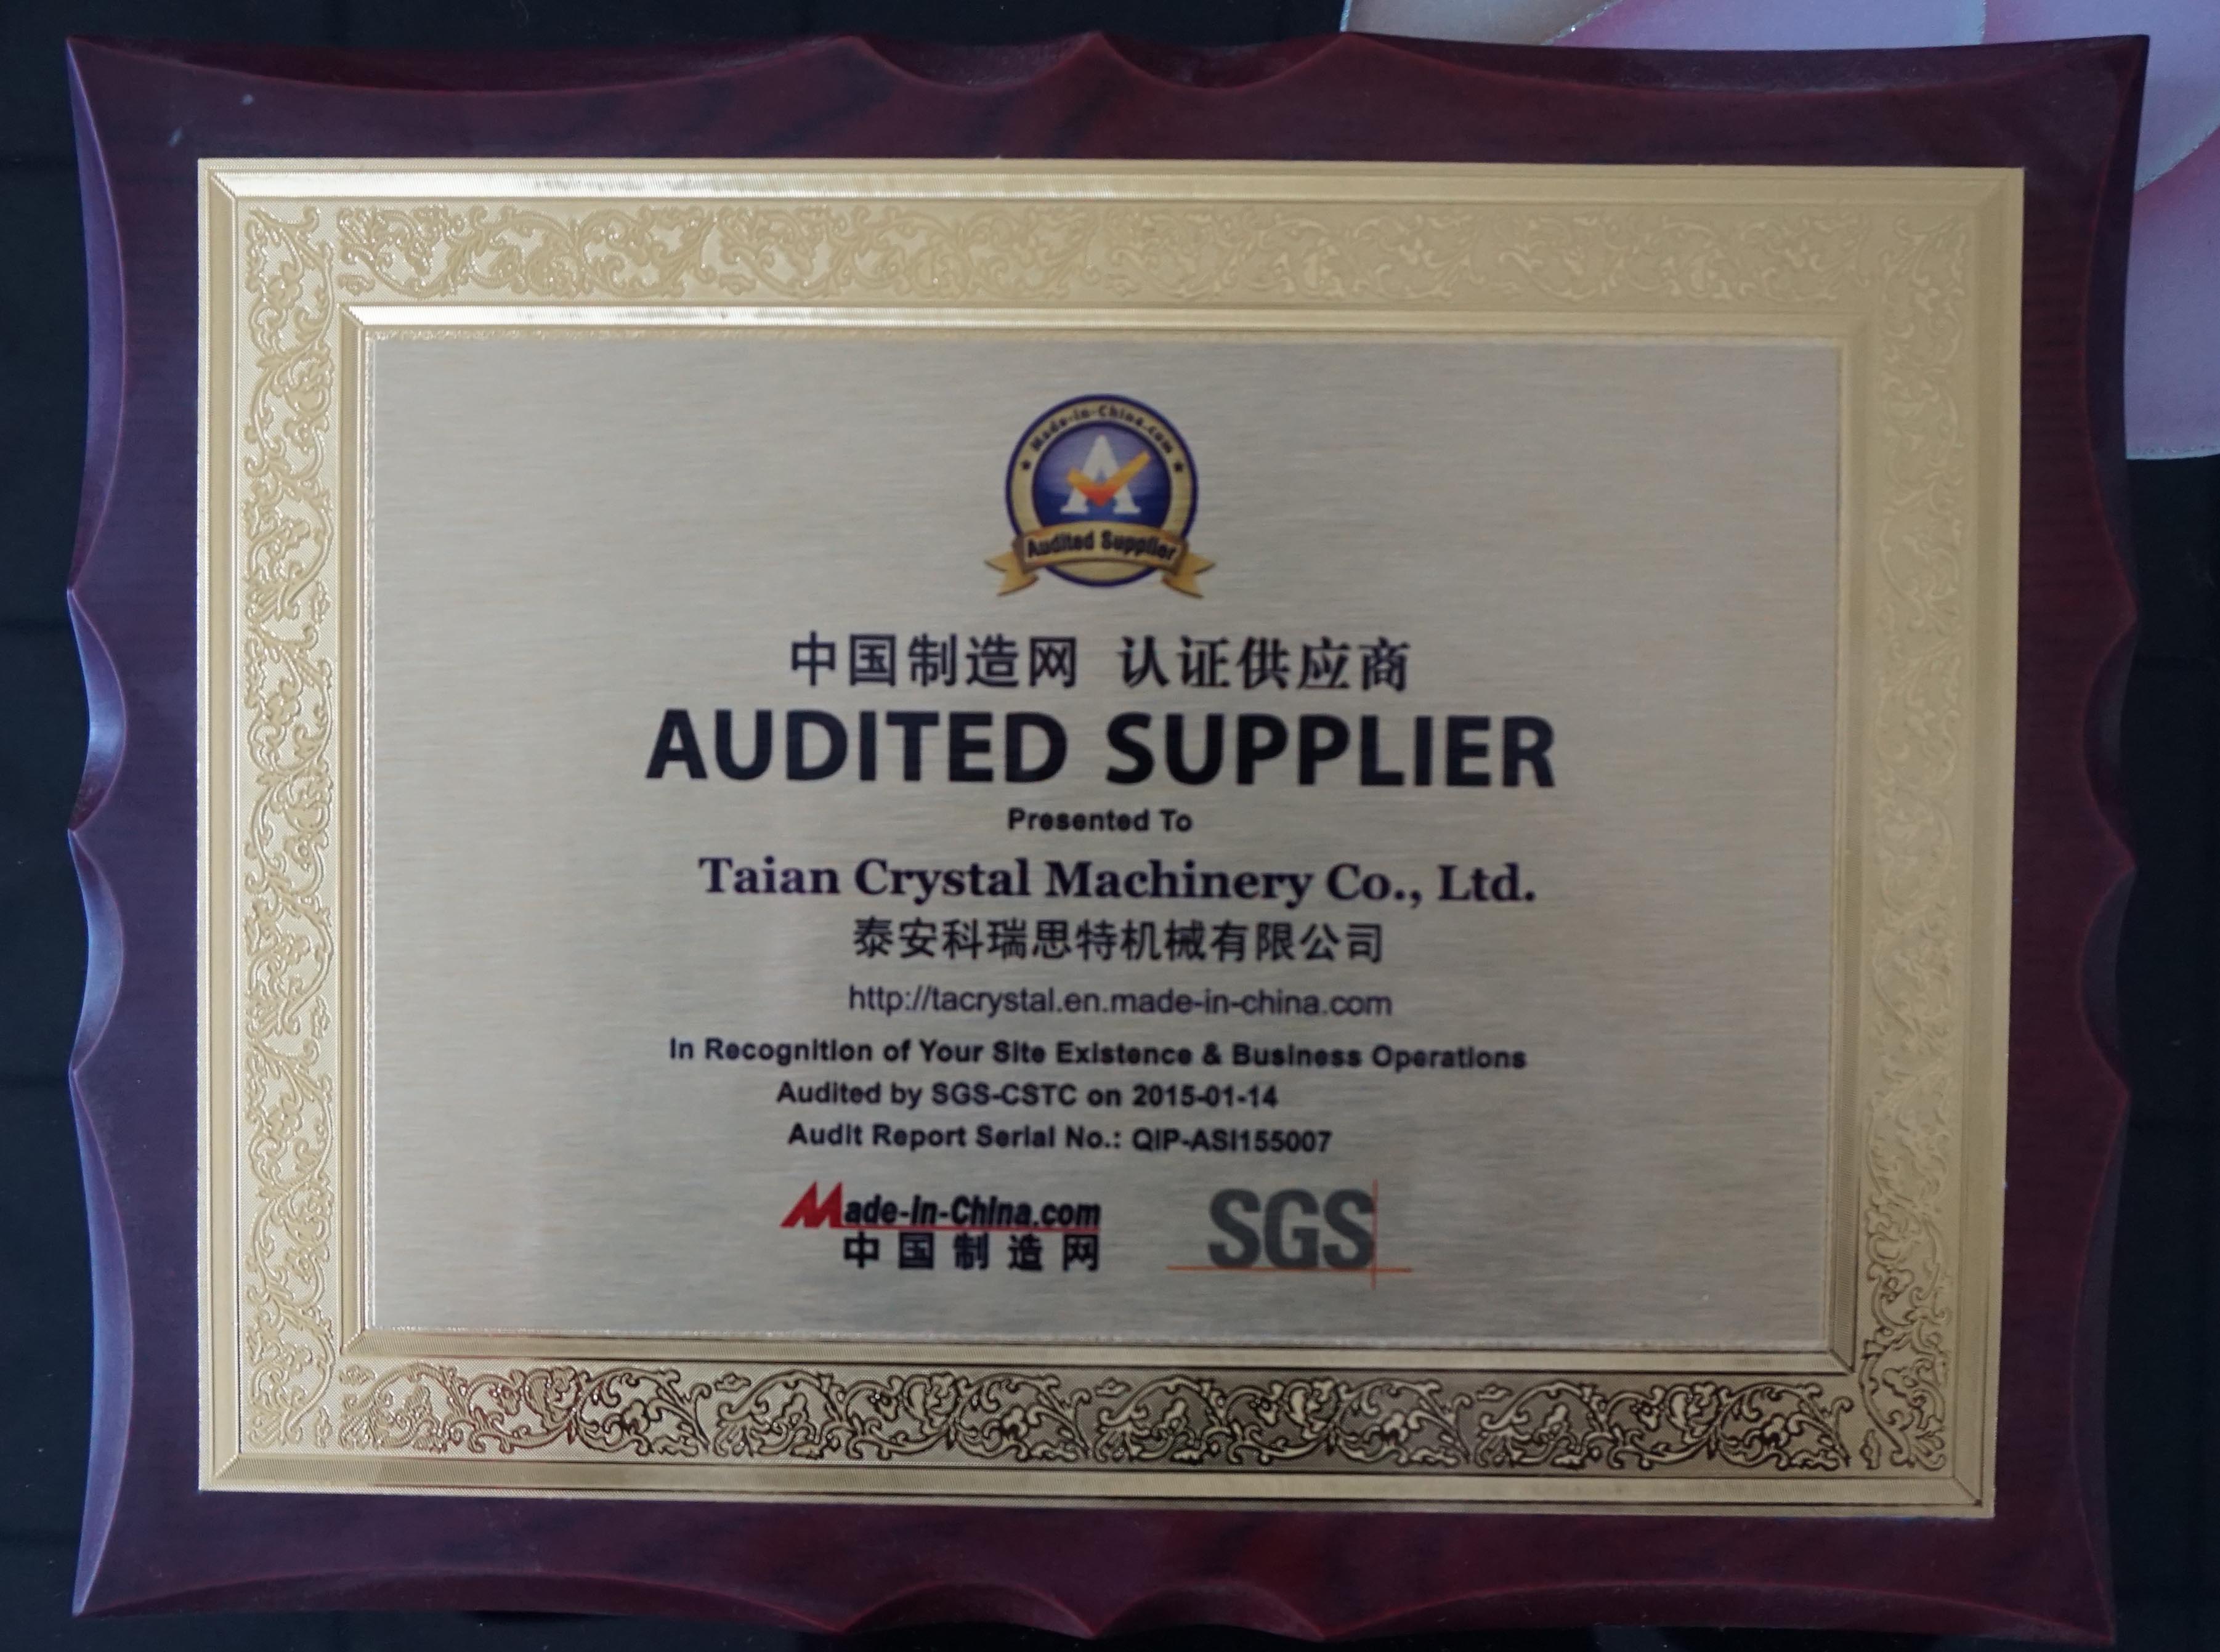 Made-in-China.com
A
Audited Supplier
中国制造网 认证供应商
AUDITED SUPPLIER
Presented To
Taian Crystal Machinery Co., Ltd.
泰安科瑞思特机械有限公司
http://tacrystal.en.made-in-china.com
In Recognition of Your Site Existence & Business Operations
Audited by SGS-CSTC on 2015-01-14
Audit Report Serial No.: QIP-ASI155007
Made-in-China.com
中国制造网
SGS